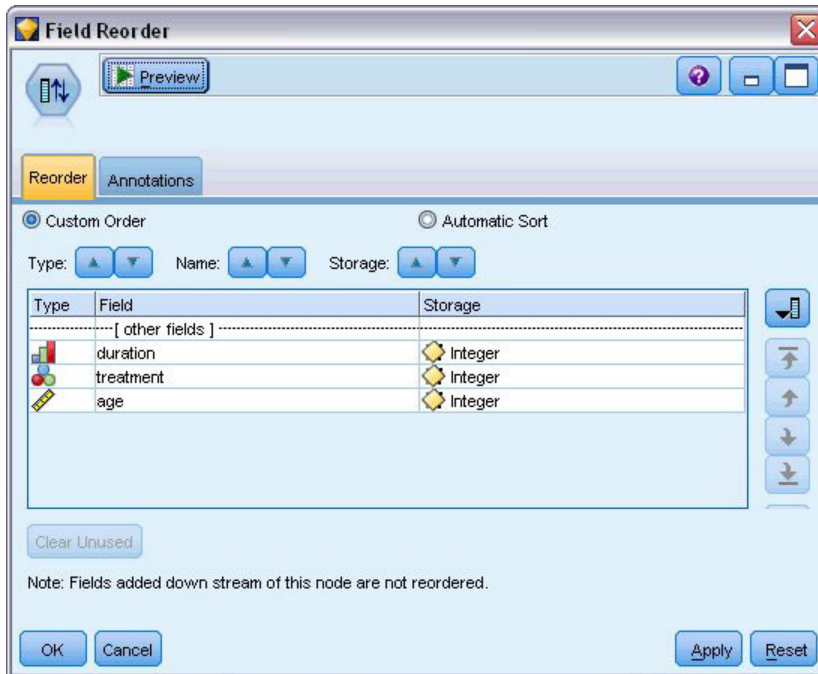 Field Reorder
Preview
Reorder Annotations
Custom Order Automatic Sort
Type: Name: Storage:
Type Field Storage
[ other fields ]
duration Integer
treatment Integer
age Integer
Clear Unused
Note: Fields added down stream of this node are not reordered.
OK Cancel Apply Reset